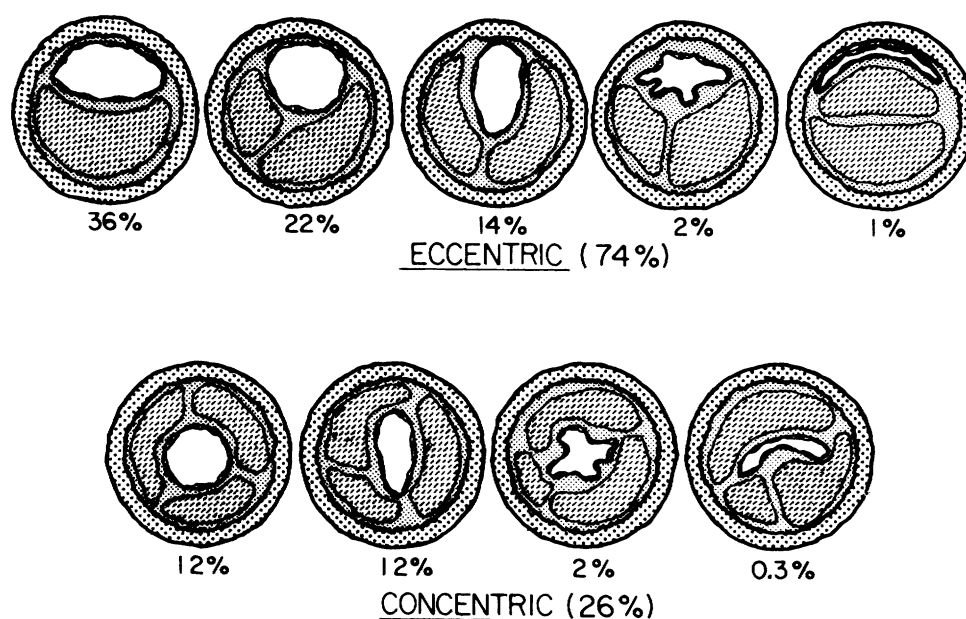 36% 22% 14% 2% 1%
ECCENTRIC (74%)
12% 12% 2% 0.3%
CONCENTRIC (26%)